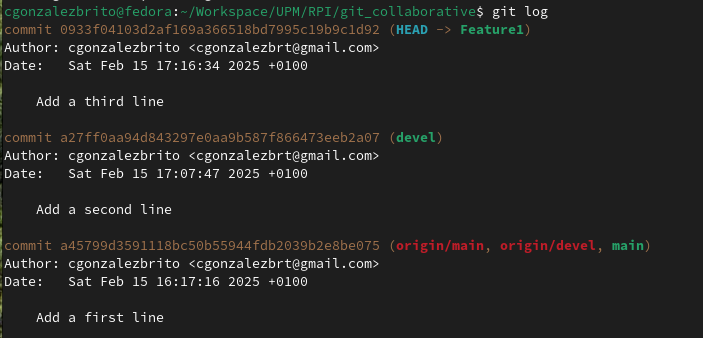 cgonzalezbrito@fedora:~/Workspace/UPM/RPI/git_collaborative$ git log
commit 0933f04103d2af169a366518bd7995c19b9c1d92 (HEAD -> Feature1)
Author: cgonzalezbrito <cgonzalezbrt@gmail.com>
Date:   Sat Feb 15 17:16:34 2025 +0100
    Add a third line
commit a27ff0aa94d843297e0aa9b587f866473eeb2a07 (devel)
Author: cgonzalezbrito <cgonzalezbrt@gmail.com>
Date:   Sat Feb 15 17:07:47 2025 +0100
    Add a second line
commit a45799d3591118bc50b55944fdb2039b2e8be075 (origin/main, origin/devel, main)
Author: cgonzalezbrito <cgonzalezbrt@gmail.com>
Date:   Sat Feb 15 16:17:16 2025 +0100
    Add a first line